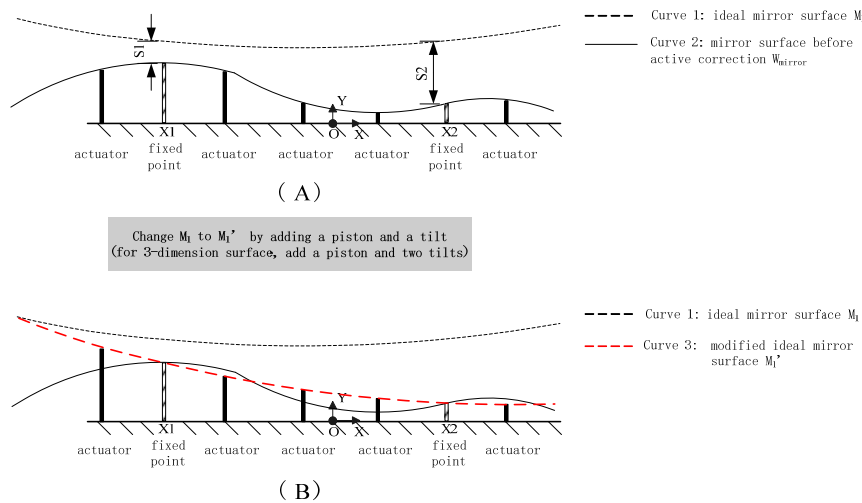 Curve 1: ideal mirror surface M
Curve 2: mirror surface before
active correction Wmirror
S1
S2
Y
X1
O
X
X2
actuator
fixed
point
actuator
actuator
actuator
fixed
point
actuator
( A )
Change MI to MI’ by adding a piston and a tilt
(for 3-dimension surface, add a piston and two tilts)
Curve 1: ideal mirror surface MI
Curve 3: modified ideal mirror
surface MI’
Y
X1
O
X
X2
actuator
fixed
point
actuator
actuator
actuator
fixed
point
actuator
( B )